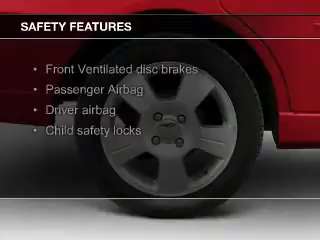 SAFETY FEATURES
• Front Ventilated disc brakes
• Passenger Airbag
• Driver airbag
• Child safety locks